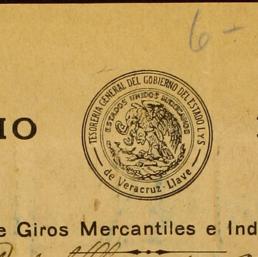 6-
IO
TESORERIA GENERAL DEL GOBIERNO DEL ESTADO L Y S
ESTADOS UNIDOS MEXICANOS
de Veracruz-Llave
e Giros Mercantiles e Ind